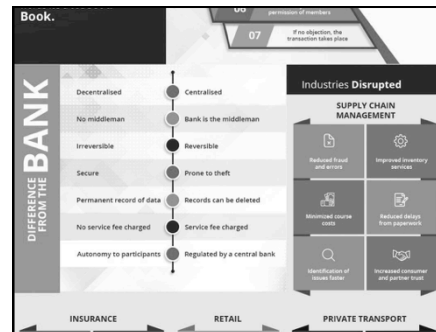 Book.
06
permission of members
07
If no objection, the
transaction takes place
DIFFERENCE
FROM THE
BANK
Decentralised
Centralised
No middleman
Bank is the middleman
Irreversible
Reversible
Secure
Prone to theft
Permanent record of data
Records can be deleted
No service fee charged
Service fee charged
Autonomy to participants
Regulated by a central bank
Industries Disrupted
SUPPLY CHAIN
MANAGEMENT
Reduced fraud
and errors
Improved inventory
services
Minimized course
costs
Reduced delays
from paperwork
Identification of
issues faster
Increased consumer
and partner trust
INSURANCE
RETAIL
PRIVATE TRANSPORT